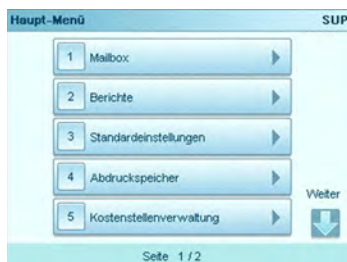 Haupt-Menü SUP
1 Mailbox
2 Berichte
3 Standardeinstellungen
4 Abdruckspeicher
5 Kostenstellenverwaltung
Weiter
Seite 1 / 2